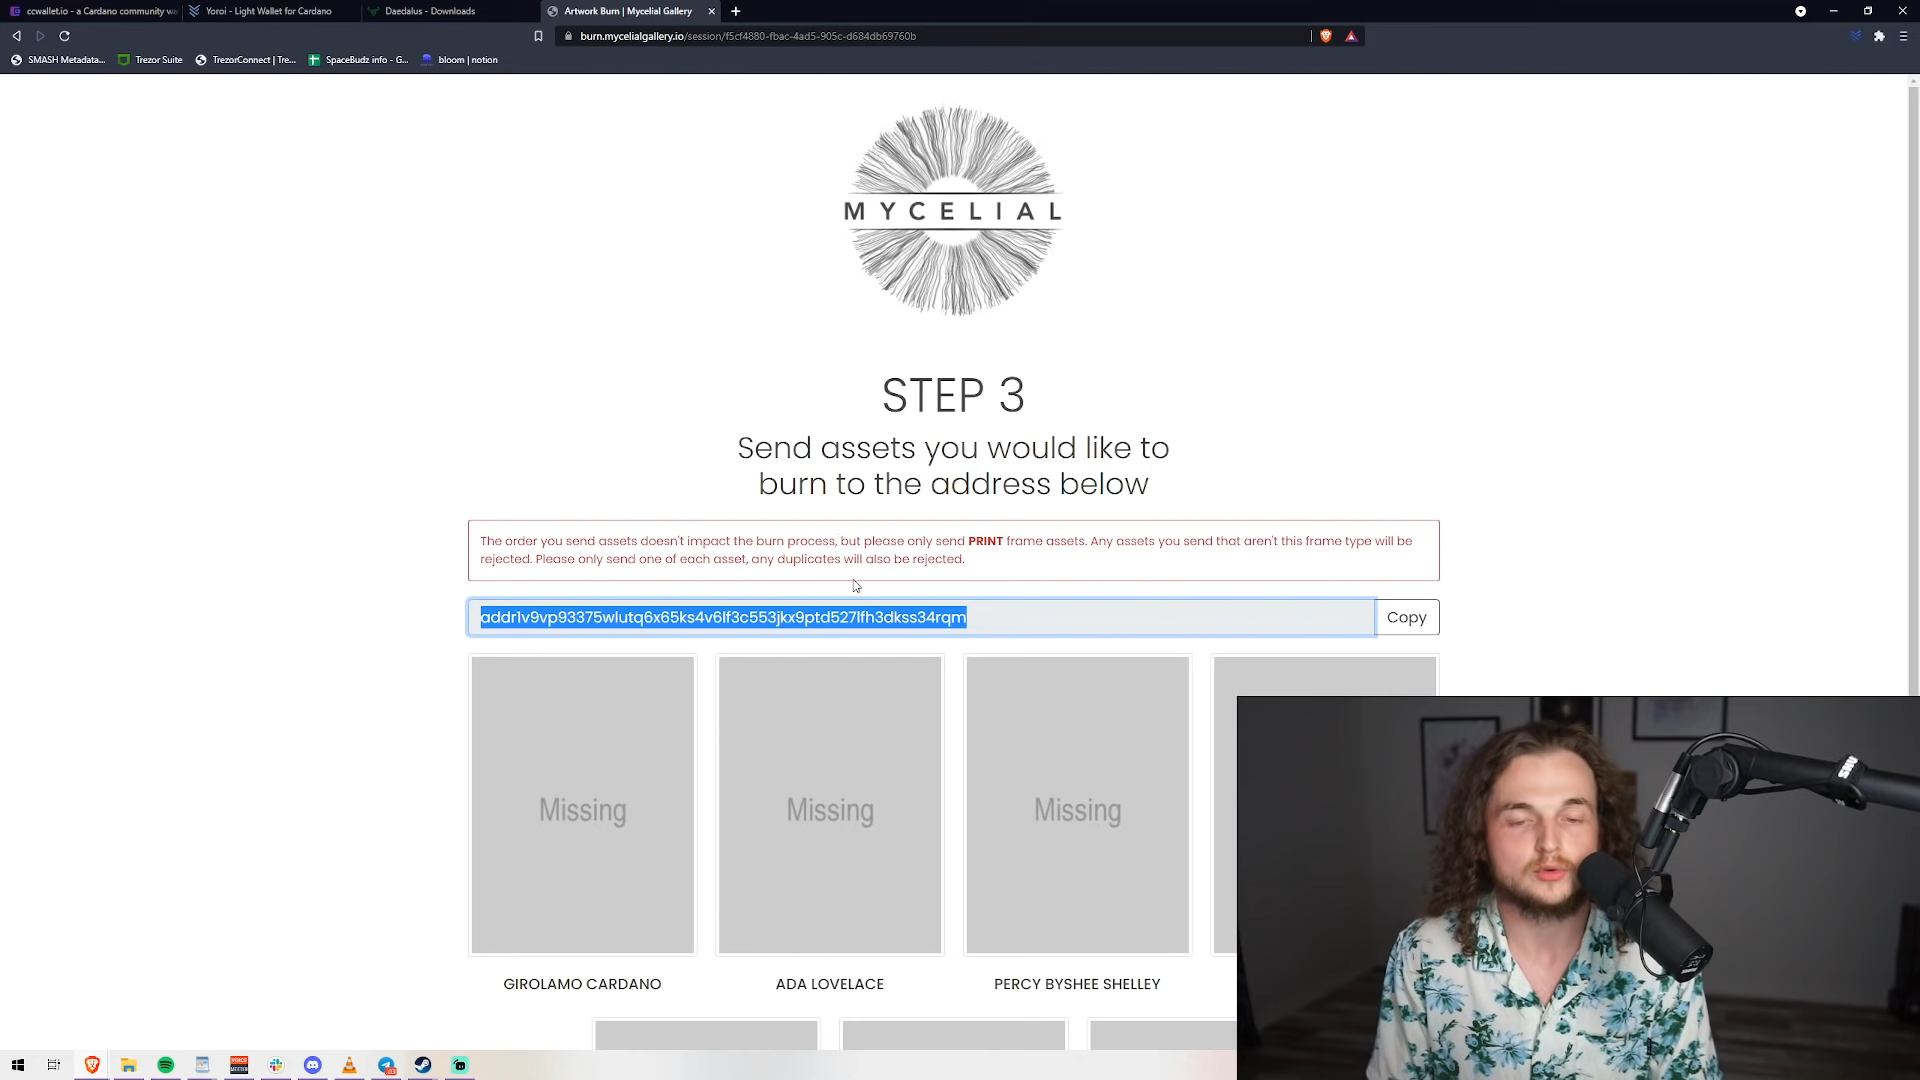 ccwallet.io - a Cardano community wa
Yoroi - Light Wallet for Cardano
Daedalus - Downloads
Artwork Burn | Mycelial Gallery
burn.mycelialgallery.io/session/f5cf4880-fbac-4ad5-905c-d684db69760b
SMASH Metadata...
Trezor Suite
TrezorConnect | Tre...
SpaceBudz info - G...
bloom | notion
MYCELIAL
STEP 3
Send assets you would like to
burn to the address below
The order you send assets doesn't impact the burn process, but please only send PRINT frame assets. Any assets you send that aren't this frame type will be
rejected. Please only send one of each asset, any duplicates will also be rejected.
addr1v9vp93375wlutq6x65ks4v6lf3c553jkx9ptd527lfh3dkss34rqm
Copy
Missing
Missing
Missing
GIROLAMO CARDANO
ADA LOVELACE
PERCY BYSHEE SHELLEY